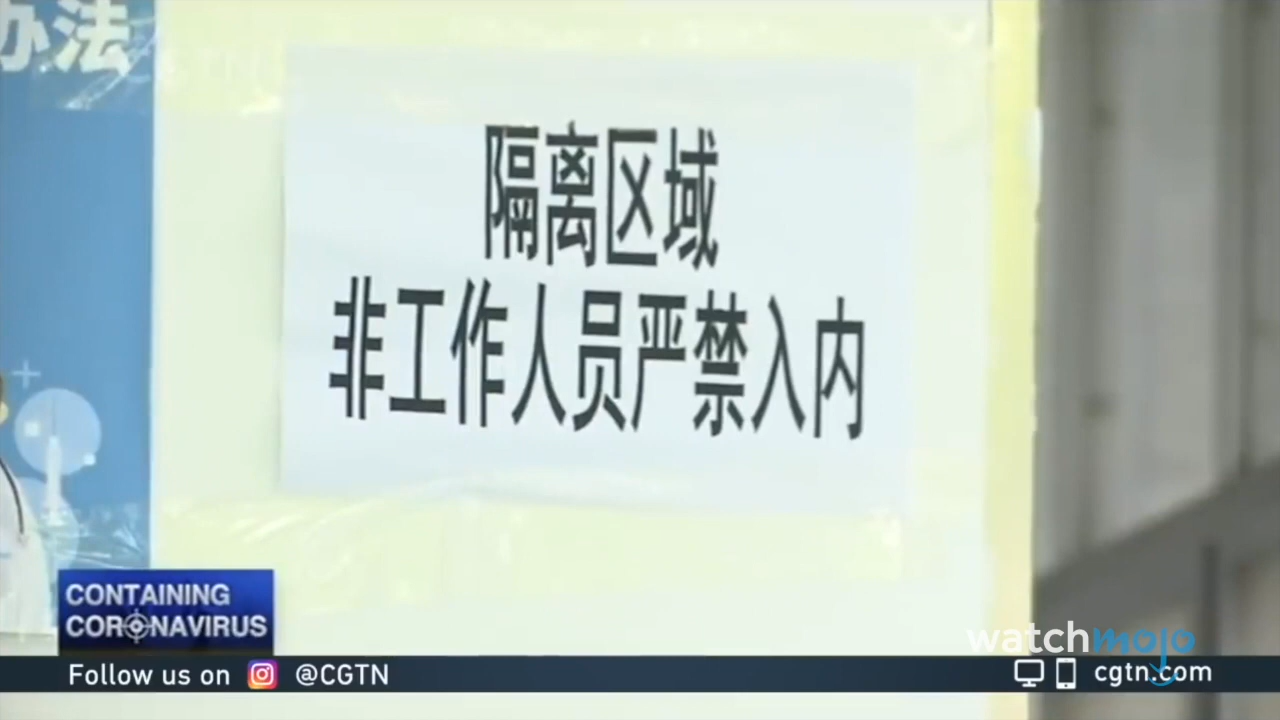 办法
隔离区域
非工作人员严禁入内
CONTAINING
CORONAVIRUS
watchmojo
Follow us on @CGTN
cgtn.com